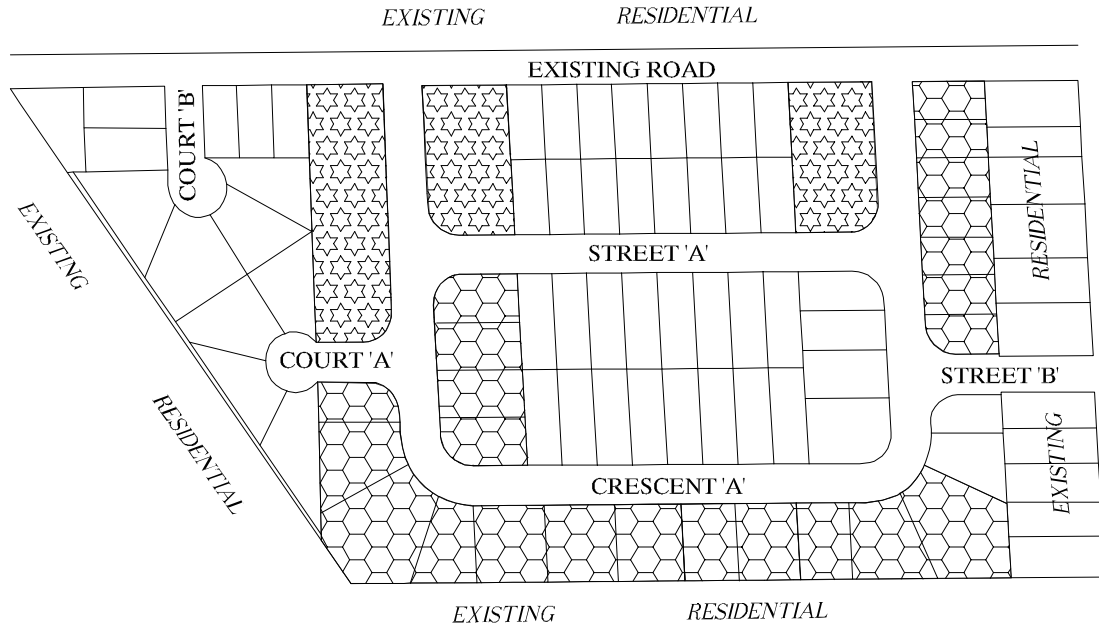 EXISTING RESIDENTIAL
EXISTING ROAD
COURT 'B'
EXISTING
RESIDENTIAL
STREET 'A'
RESIDENTIAL
COURT 'A'
STREET 'B'
CRESCENT 'A'
EXISTING
EXISTING RESIDENTIAL